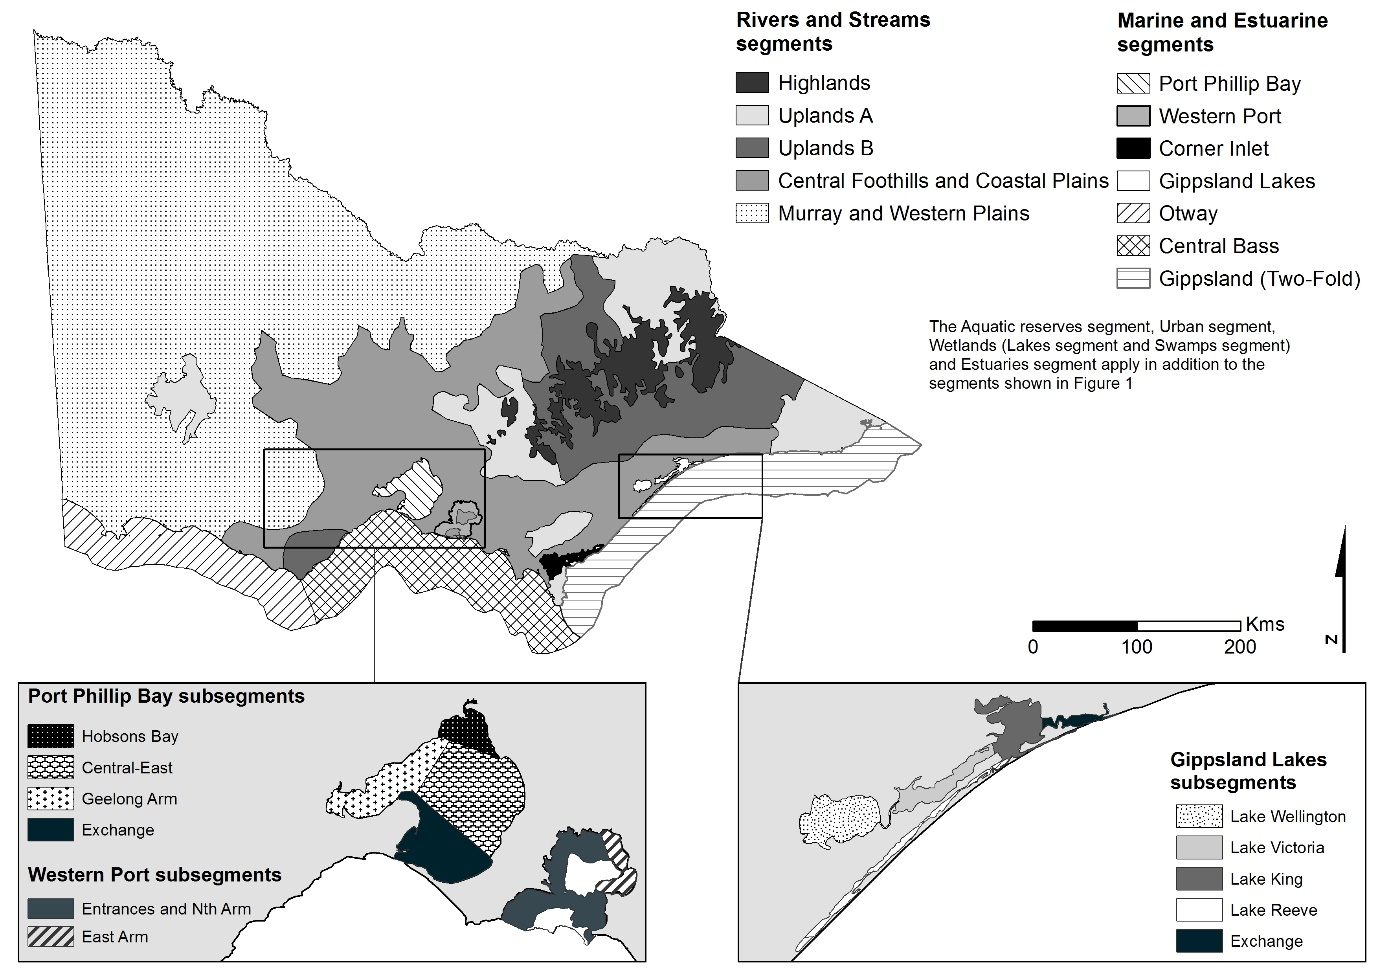 Rivers and Streams
segments
Highlands
Uplands A
Uplands B
Central Foothills and Coastal Plains
Murray and Western Plains
Marine and Estuarine
segments
Port Phillip Bay
Western Port
Corner Inlet
Gippsland Lakes
Otway
Central Bass
Gippsland (Two-Fold)
The Aquatic reserves segment, Urban segment,
Wetlands (Lakes segment and Swamps segment)
and Estuaries segment apply in addition to the
segments shown in Figure 1
Kms
0 100 200
N
Port Phillip Bay subsegments
Hobsons Bay
Central-East
Geelong Arm
Exchange
Western Port subsegments
Entrances and Nth Arm
East Arm
Gippsland Lakes
subsegments
Lake Wellington
Lake Victoria
Lake King
Lake Reeve
Exchange